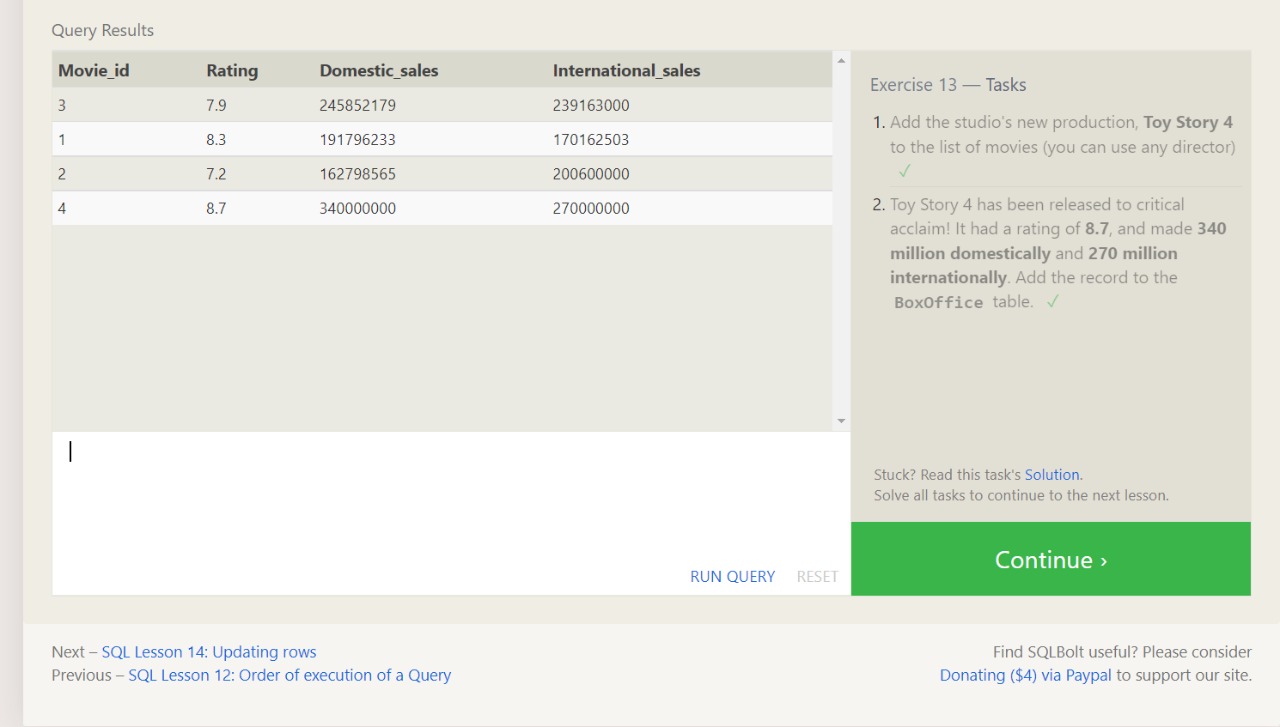 Query Results
Movie_id Rating Domestic_sales International_sales
3 7.9 245852179 239163000
1 8.3 191796233 170162503
2 7.2 162798565 200600000
4 8.7 340000000 270000000
RUN QUERY RESET
Exercise 13 — Tasks
1. Add the studio's new production, Toy Story 4
to the list of movies (you can use any director)
✓
2. Toy Story 4 has been released to critical
acclaim! It had a rating of 8.7, and made 340
million domestically and 270 million
internationally. Add the record to the
BoxOffice table. ✓
Stuck? Read this task's Solution.
Solve all tasks to continue to the next lesson.
Continue ›
Next – SQL Lesson 14: Updating rows
Previous – SQL Lesson 12: Order of execution of a Query
Find SQLBolt useful? Please consider
Donating ($4) via Paypal to support our site.